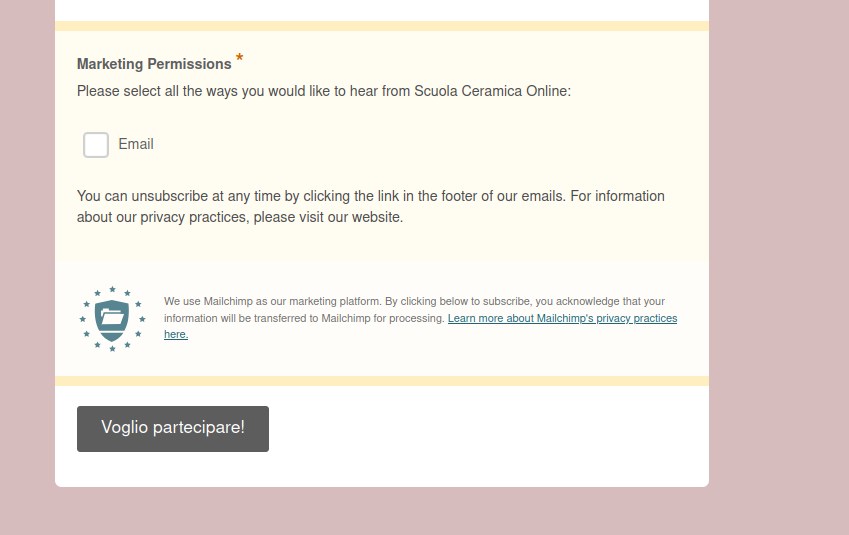 Marketing Permissions *
Please select all the ways you would like to hear from Scuola Ceramica Online:
Email
You can unsubscribe at any time by clicking the link in the footer of our emails. For information
about our privacy practices, please visit our website.
We use Mailchimp as our marketing platform. By clicking below to subscribe, you acknowledge that your
information will be transferred to Mailchimp for processing. Learn more about Mailchimp's privacy practices
here.
Voglio partecipare!